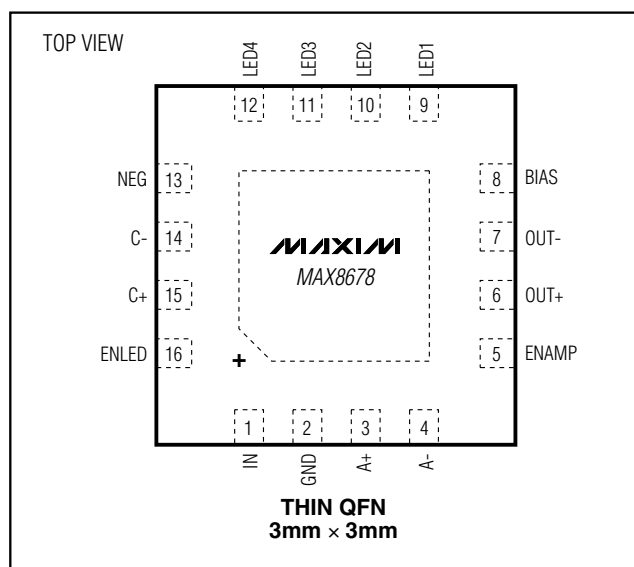 TOP VIEW
LED4
LED3
LED2
LED1
12
11
10
9
NEG 13
8 BIAS
C- 14
7 OUT-
MAXIM
MAX8678
C+ 15
6 OUT+
ENLED 16
5 ENAMP
+
1
2
3
4
IN
GND
A+
A-
THIN QFN
3mm × 3mm